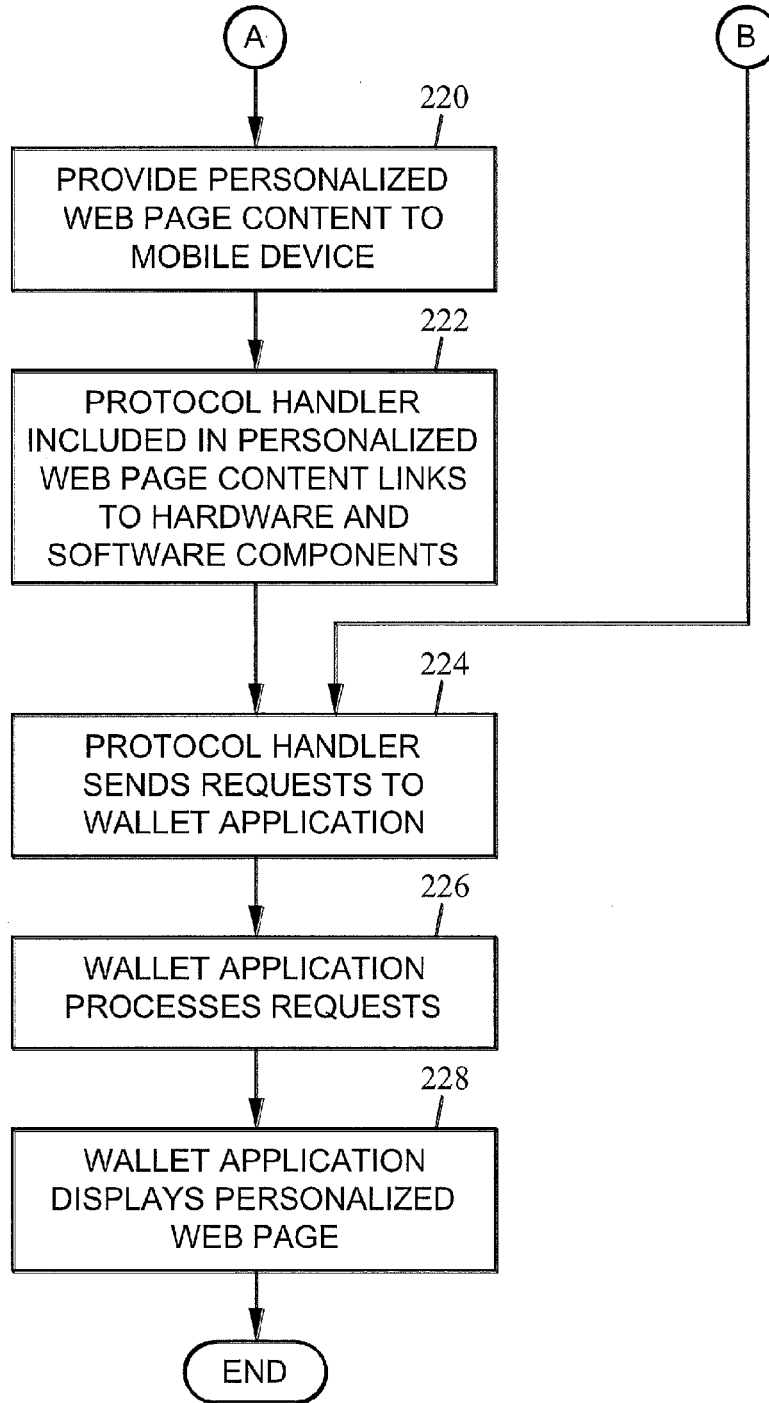 A
B
220
PROVIDE PERSONALIZED
WEB PAGE CONTENT TO
MOBILE DEVICE
222
PROTOCOL HANDLER
INCLUDED IN PERSONALIZED
WEB PAGE CONTENT LINKS
TO HARDWARE AND
SOFTWARE COMPONENTS
224
PROTOCOL HANDLER
SENDS REQUESTS TO
WALLET APPLICATION
226
WALLET APPLICATION
PROCESSES REQUESTS
228
WALLET APPLICATION
DISPLAYS PERSONALIZED
WEB PAGE
END